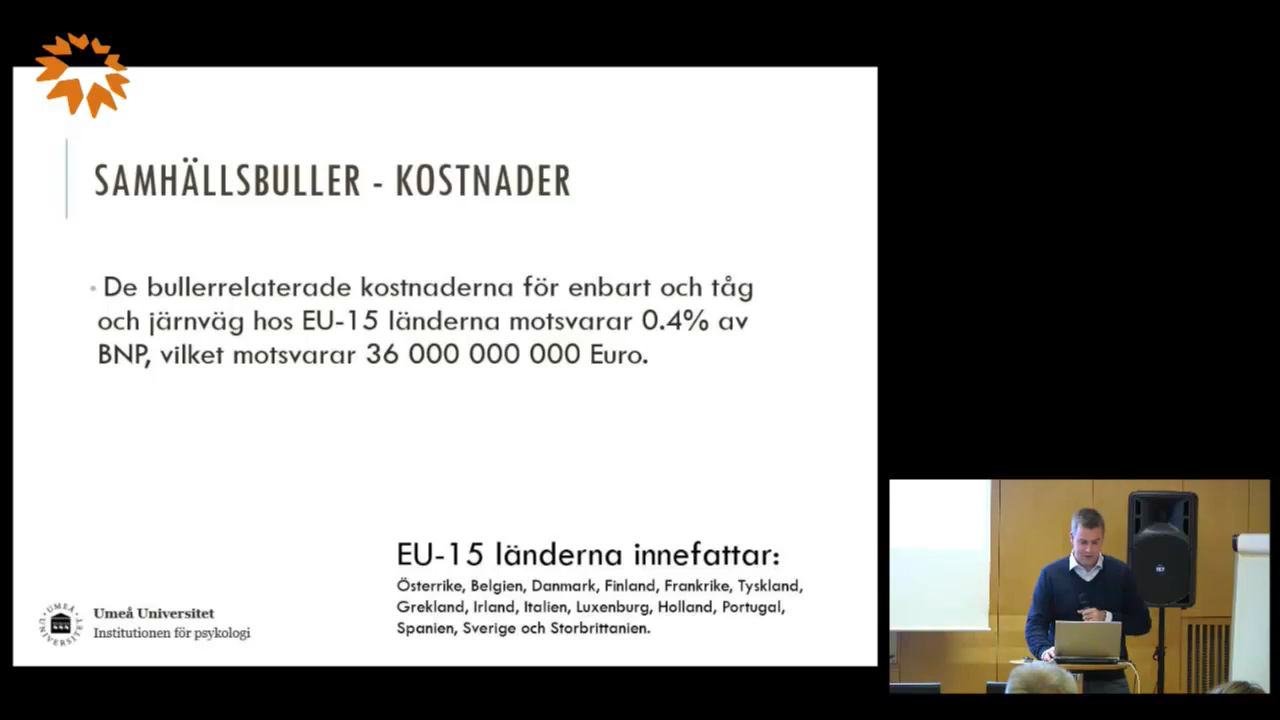 SAMHÄLLSBULLER - KOSTNADER
De bullerrelaterade kostnaderna för enbart och tåg
och järnväg hos EU-15 länderna motsvarar 0.4% av
BNP, vilket motsvarar 36 000 000 000 Euro.
EU-15 länderna innefattar:
Österrike, Belgien, Danmark, Finland, Frankrike, Tyskland,
Grekland, Irland, Italien, Luxenburg, Holland, Portugal,
Spanien, Sverige och Storbrittanien.
UMEÅ UNIVERSITET
Umeå Universitet
Institutionen för psykologi